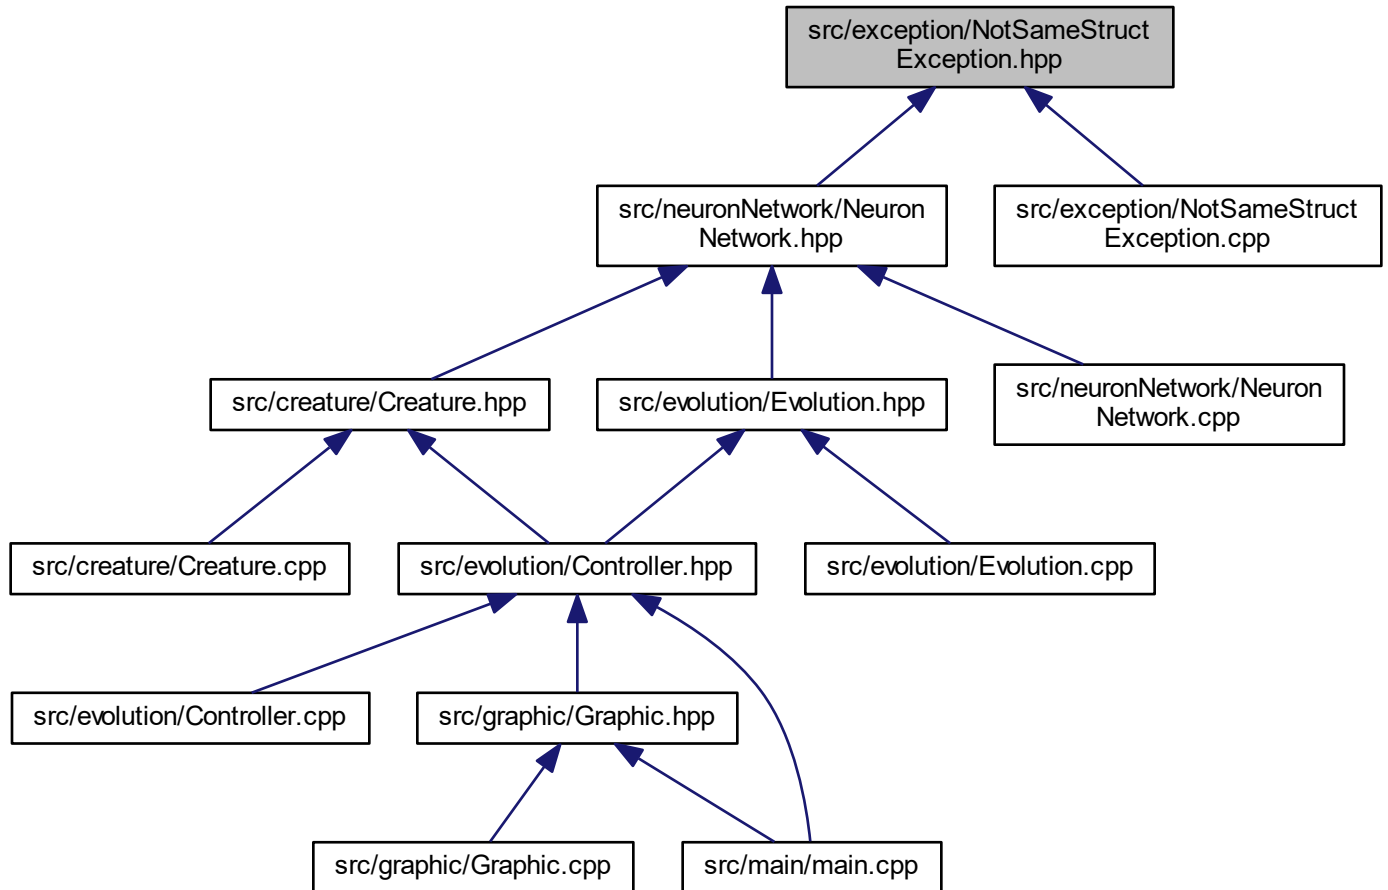 src/exception/NotSameStruct
Exception.hpp
src/neuronNetwork/Neuron
Network.hpp
src/exception/NotSameStruct
Exception.cpp
src/creature/Creature.hpp
src/evolution/Evolution.hpp
src/neuronNetwork/Neuron
Network.cpp
src/creature/Creature.cpp
src/evolution/Controller.hpp
src/evolution/Evolution.cpp
src/evolution/Controller.cpp
src/graphic/Graphic.hpp
src/graphic/Graphic.cpp
src/main/main.cpp